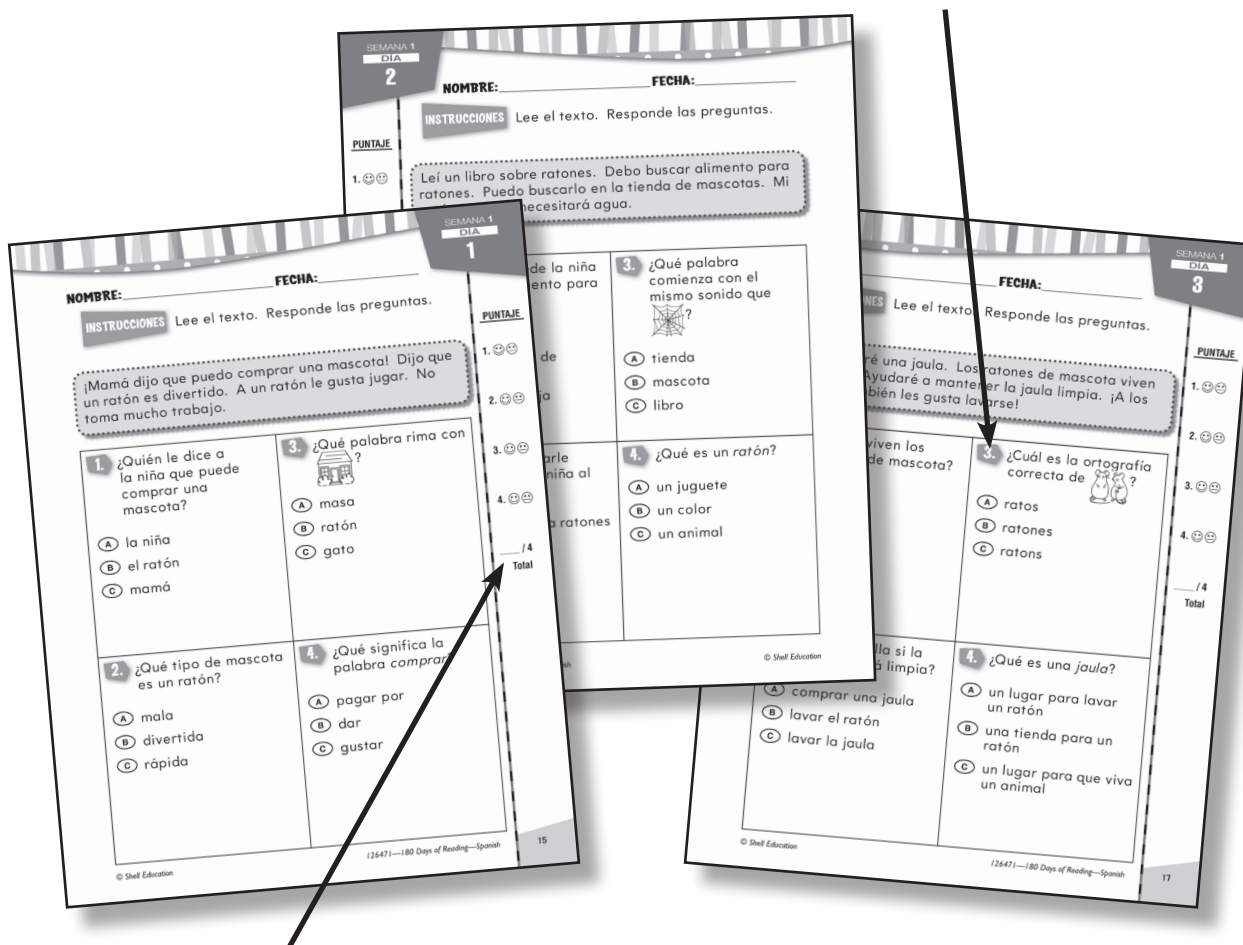 SEMANA 1
DÍA
2
NOMBRE: FECHA:
INSTRUCCIONES Lee el texto. Responde las preguntas.
PUNTAJE
1.
Leí un libro sobre ratones. Debo buscar alimento para
ratones. Puedo buscarlo en la tienda de mascotas. Mi
necesitará agua.
de la niña
para
de
ratones
3. ¿Qué palabra
comienza con el
mismo sonido que
?
A tienda
B mascota
C libro
4. ¿Qué es un ratón?
A un juguete
B un color
C un animal
© Shell Education
SEMANA 1
DÍA
1
NOMBRE: FECHA:
INSTRUCCIONES Lee el texto. Responde las preguntas.
¡Mamá dijo que puedo comprar una mascota! Dijo que
un ratón es divertido. A un ratón le gusta jugar. No
toma mucho trabajo.
1. ¿Quién le dice a
la niña que puede
comprar una
mascota?
A la niña
B el ratón
C mamá
2. ¿Qué tipo de mascota
es un ratón?
A mala
B divertida
C rápida
3. ¿Qué palabra rima con
?
A masa
B ratón
C gato
4. ¿Qué significa la
palabra comprar?
A pagar por
B dar
C gustar
PUNTAJE
1.
2.
3.
4.
/ 4
Total
© Shell Education
126471—180 Days of Reading—Spanish
15
SEMANA 1
DÍA
3
FECHA:
Lee el texto. Responde las preguntas.
una jaula. Los ratones de mascota viven
Ayudaré a mantener la jaula limpia. ¡A los
les gusta lavarse!
viven los
de mascota?
si la
limpia?
A comprar una jaula
B lavar el ratón
C lavar la jaula
3. ¿Cuál es la ortografía
correcta de ?
A ratos
B ratones
C ratons
4. ¿Qué es una jaula?
A un lugar para lavar
un ratón
B una tienda para un
ratón
C un lugar para que viva
un animal
PUNTAJE
1.
2.
3.
4.
/ 4
Total
© Shell Education
126471—180 Days of Reading—Spanish
17